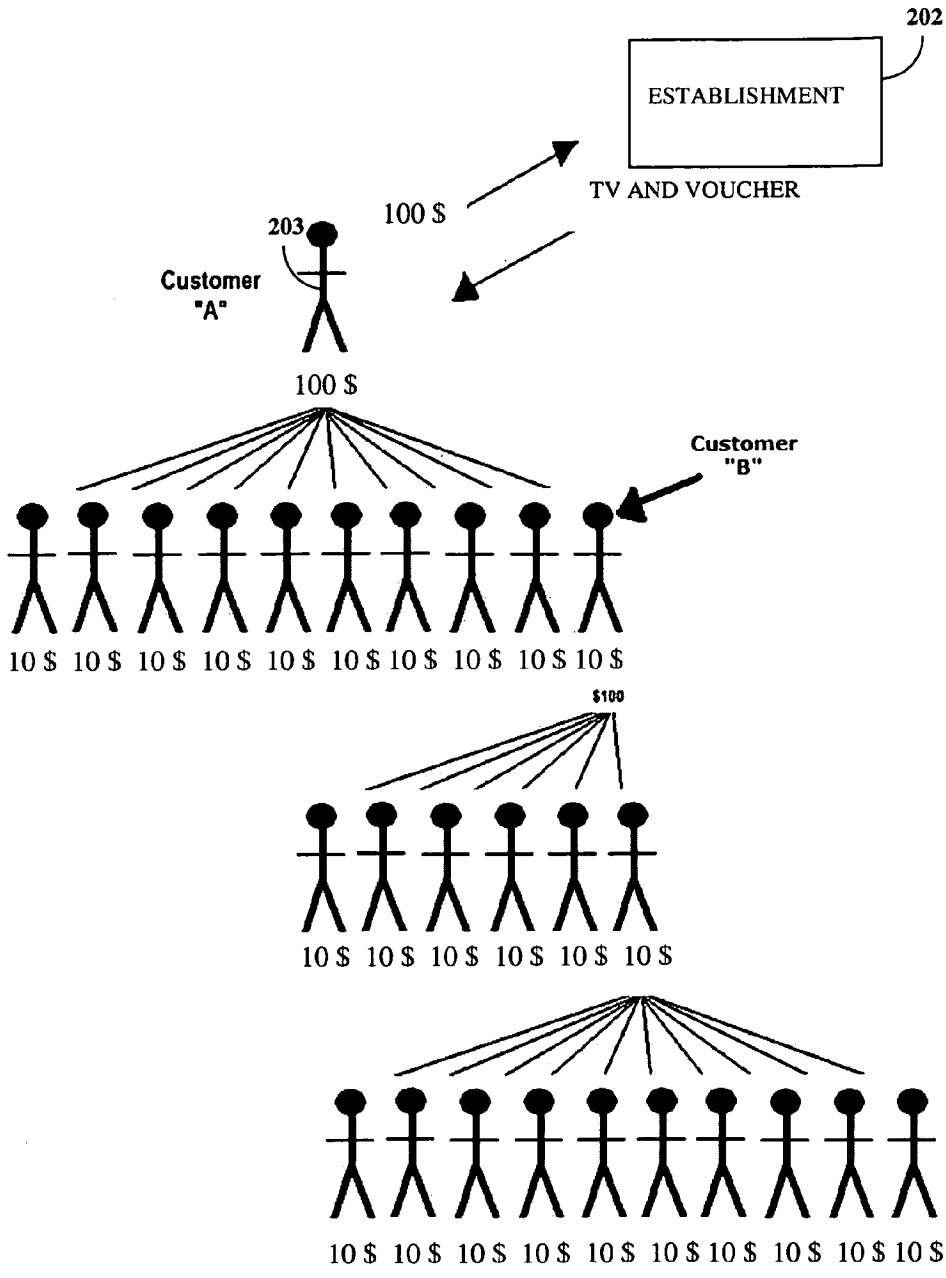 202
ESTABLISHMENT
TV AND VOUCHER
100 $
203
Customer
"A"
100 $
Customer
"B"
10 $ 10 $ 10 $ 10 $ 10 $ 10 $ 10 $ 10 $ 10 $ 10 $
$100
10 $ 10 $ 10 $ 10 $ 10 $ 10 $
10 $ 10 $ 10 $ 10 $ 10 $ 10 $ 10 $ 10 $ 10 $ 10 $